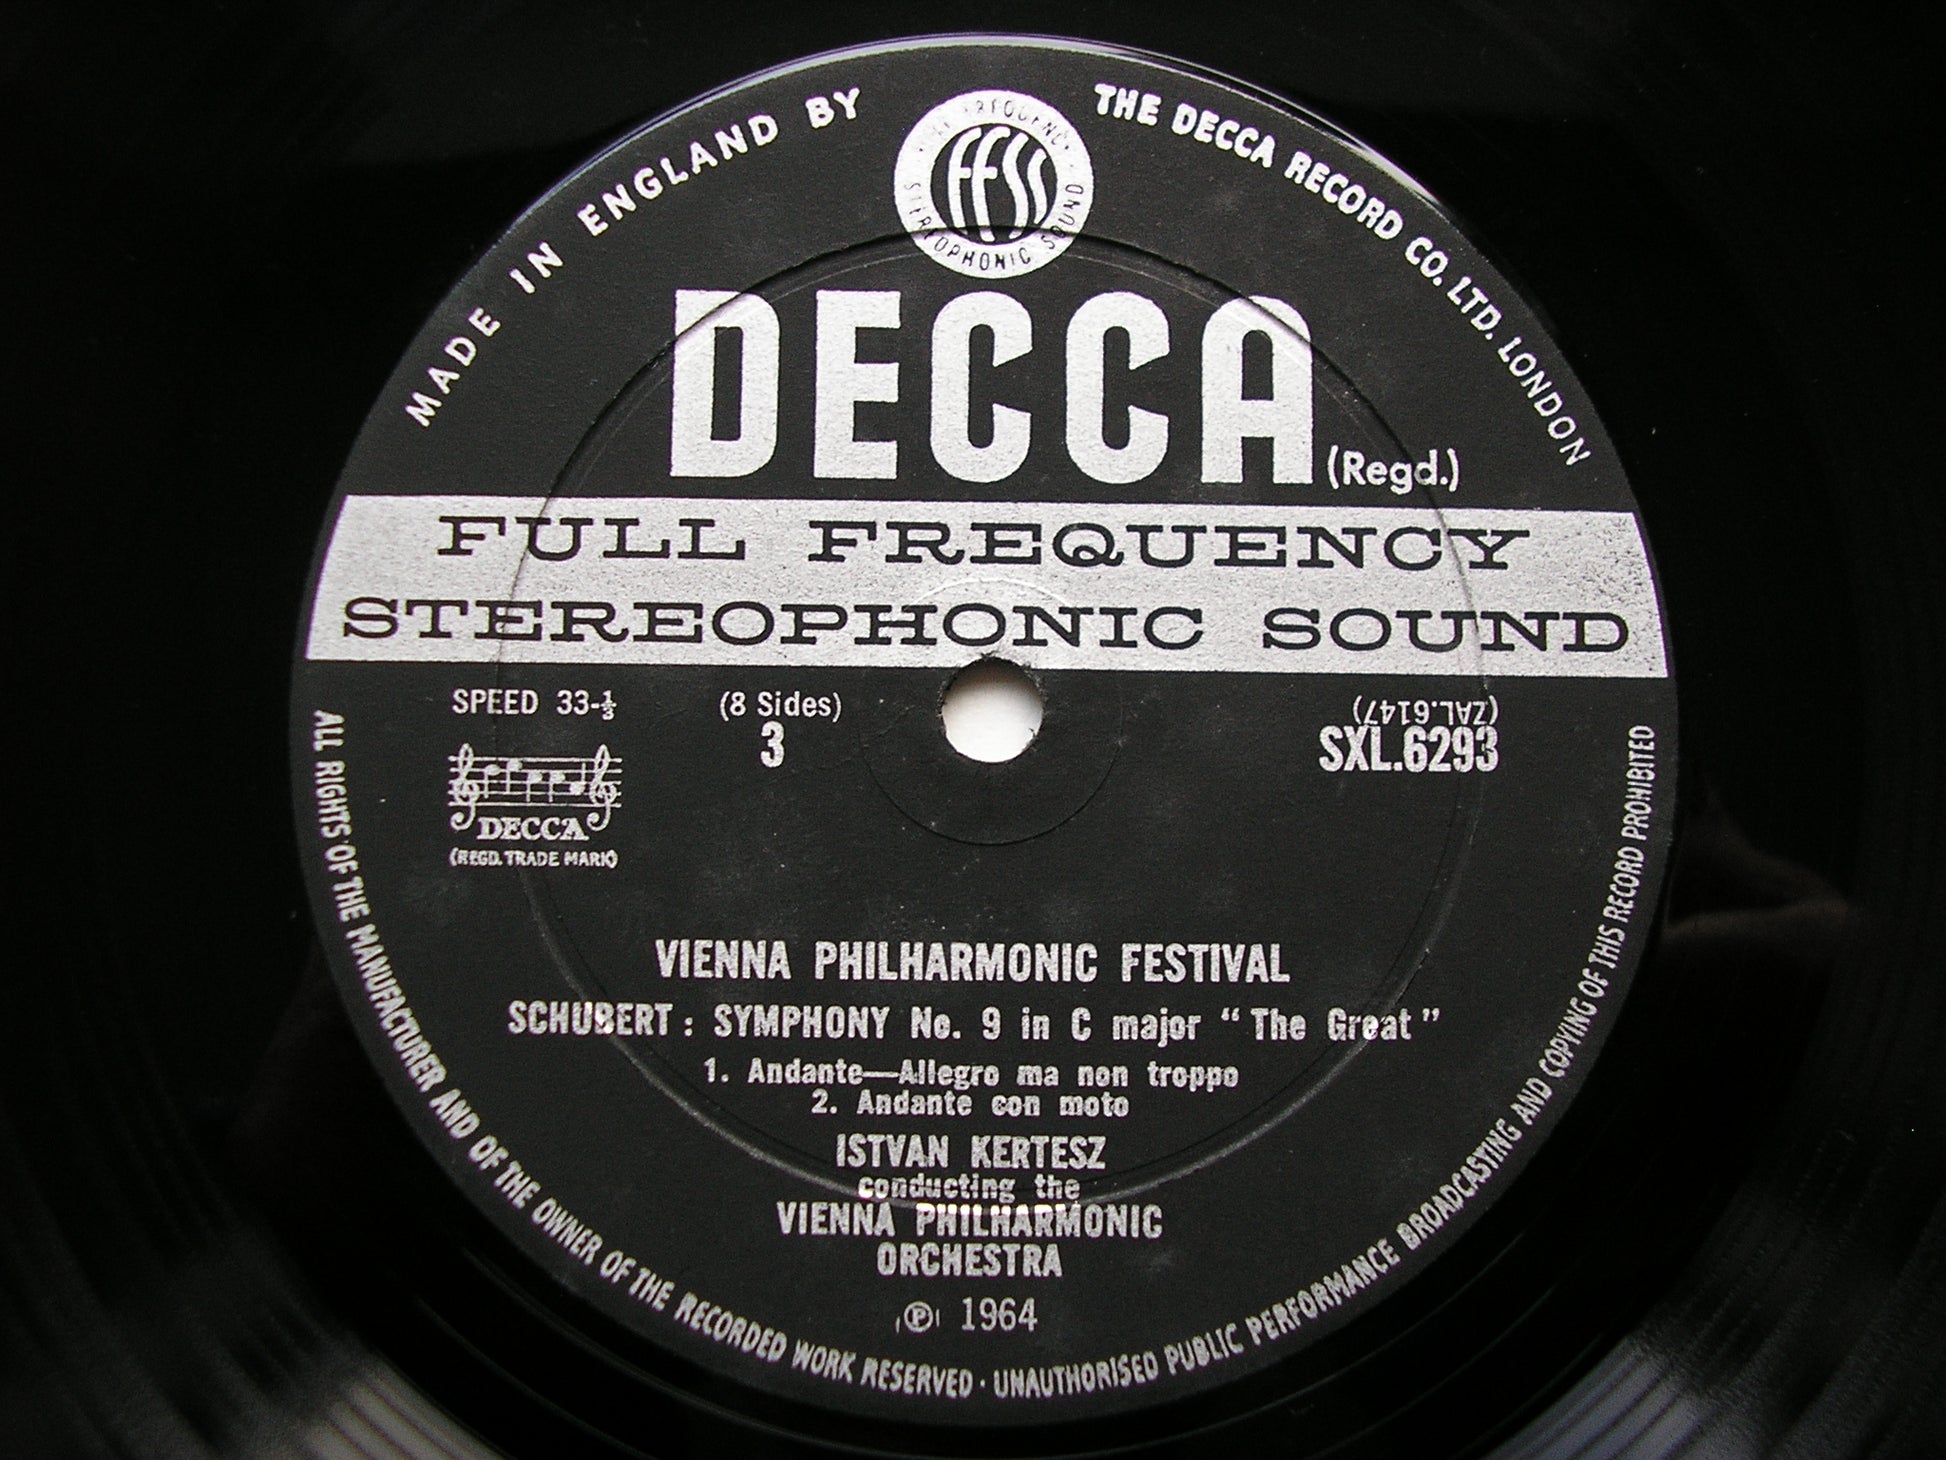 MADE IN ENGLAND BY THE DECCA RECORD CO. LTD. LONDON
FFSS
STEREOPHONIC SOUND
DECCA (Regd.)
FULL FREQUENCY
STEREOPHONIC SOUND
SPEED 33-⅓
(8 Sides)
3
(ZAL.6147)
SXL.6293
DECCA
(REGD. TRADE MARK)
VIENNA PHILHARMONIC FESTIVAL
SCHUBERT : SYMPHONY No. 9 in C major “The Great”
1. Andante—Allegro ma non troppo
2. Andante con moto
ISTVAN KERTESZ
conducting the
VIENNA PHILHARMONIC
ORCHESTRA
Ⓟ 1964
ALL RIGHTS OF THE MANUFACTURER AND OF THE OWNER OF THE RECORDED WORK RESERVED · UNAUTHORISED PUBLIC PERFORMANCE BROADCASTING AND COPYING OF THIS RECORD PROHIBITED